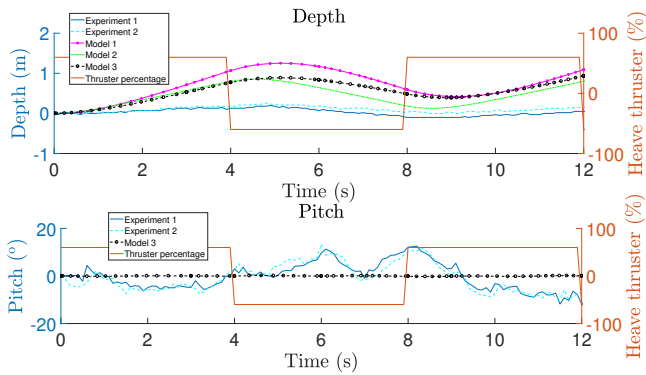 Depth
Experiment 1
Experiment 2
Model 1
Model 2
Model 3
Thruster percentage
2
1
0
-1
Depth (m)
100
0
-100
Heave thruster (%)
0 2 4 6 8 10 12
Time (s)
Pitch
Experiment 1
Experiment 2
Model 3
Thruster percentage
20
0
-20
Pitch (°)
100
0
-100
Heave thruster (%)
0 2 4 6 8 10 12
Time (s)